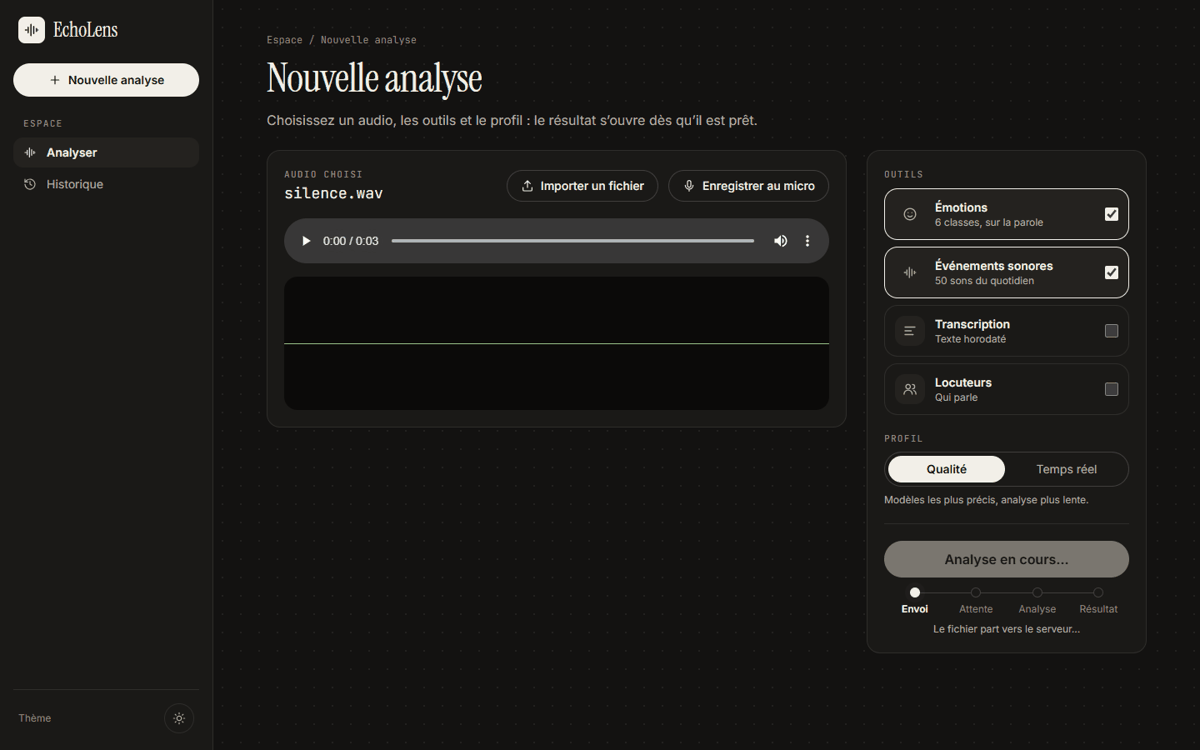 EchoLens
+ Nouvelle analyse
ESPACE
Analyser
Historique
Thème
Espace / Nouvelle analyse
Nouvelle analyse
Choisissez un audio, les outils et le profil : le résultat s’ouvre dès qu’il est prêt.
AUDIO CHOISI
silence.wav
Importer un fichier
Enregistrer au micro
0:00 / 0:03
OUTILS
Émotions
6 classes, sur la parole
Événements sonores
50 sons du quotidien
Transcription
Texte horodaté
Locuteurs
Qui parle
PROFIL
Qualité
Temps réel
Modèles les plus précis, analyse plus lente.
Analyse en cours…
Envoi
Attente
Analyse
Résultat
Le fichier part vers le serveur…